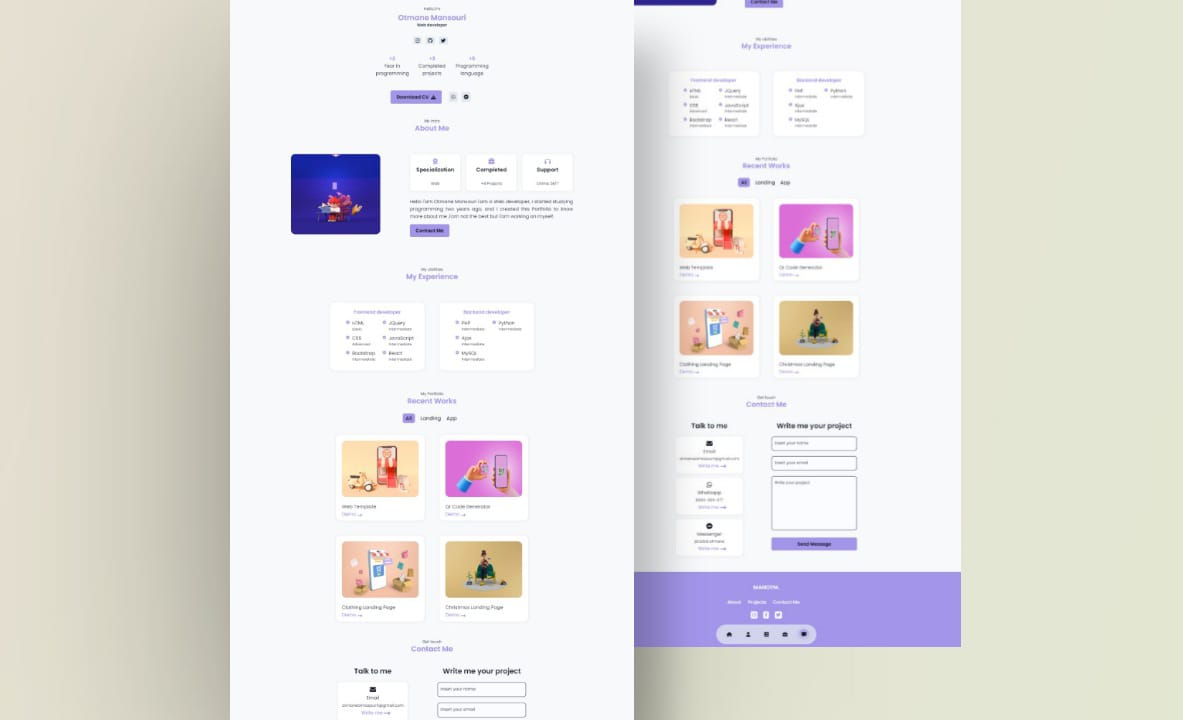 Hello I'm
Otmane Mansouri
Web developer
+2
Year in
programming
+3
Completed
projects
+5
Programming
language
Download Cv
My Intro
About Me
Specialization
Web
Completed
+4 Projects
Support
Online 24/7
Hello I'am Otmane Mansouri I'am a Web developer, I started studying
programming two years ago, and I created this Portfolio to know
more about me ,I am not the best but I am working on myself.
Contact Me
My abilities
My Experience
Frontend developer
HTML
Basic
JQuery
Intermediate
CSS
Advanced
JavaScript
Intermediate
Bootstrap
Intermediate
React
Intermediate
Backend developer
PHP
Intermediate
Python
Intermediate
Ajax
Intermediate
MySQL
Intermediate
My Portfolio
Recent Works
All
Landing
App
Web Template
Demo →
Qr Code Generator
Demo →
Clothing Landing Page
Demo →
Christmas Landing Page
Demo →
Get touch
Contact Me
Talk to me
Email
Write me →
Write me your project
Insert your name
Insert your email
Contact Me
My abilities
My Experience
Frontend developer
HTML
Basic
JQuery
Intermediate
CSS
Advanced
JavaScript
Intermediate
Bootstrap
Intermediate
React
Intermediate
Backend developer
PHP
Intermediate
Python
Intermediate
Ajax
Intermediate
MySQL
Intermediate
My Portfolio
Recent Works
All
Landing
App
Web Template
Demo →
Qr Code Generator
Demo →
Clothing Landing Page
Demo →
Christmas Landing Page
Demo →
Get touch
Contact Me
Talk to me
Email
Write me →
Whatsapp
Write me →
Messenger
Write me →
Write me your project
Insert your name
Insert your email
Write your project
Send Message
About
Projects
Contact Me